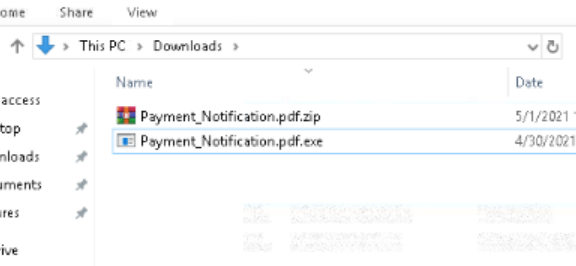 ome Share View
This PC > Downloads >
Name Date
access
top
nloads
uments
ures
ive
Payment_Notification.pdf.zip 5/1/2021 1
Payment_Notification.pdf.exe 4/30/2021